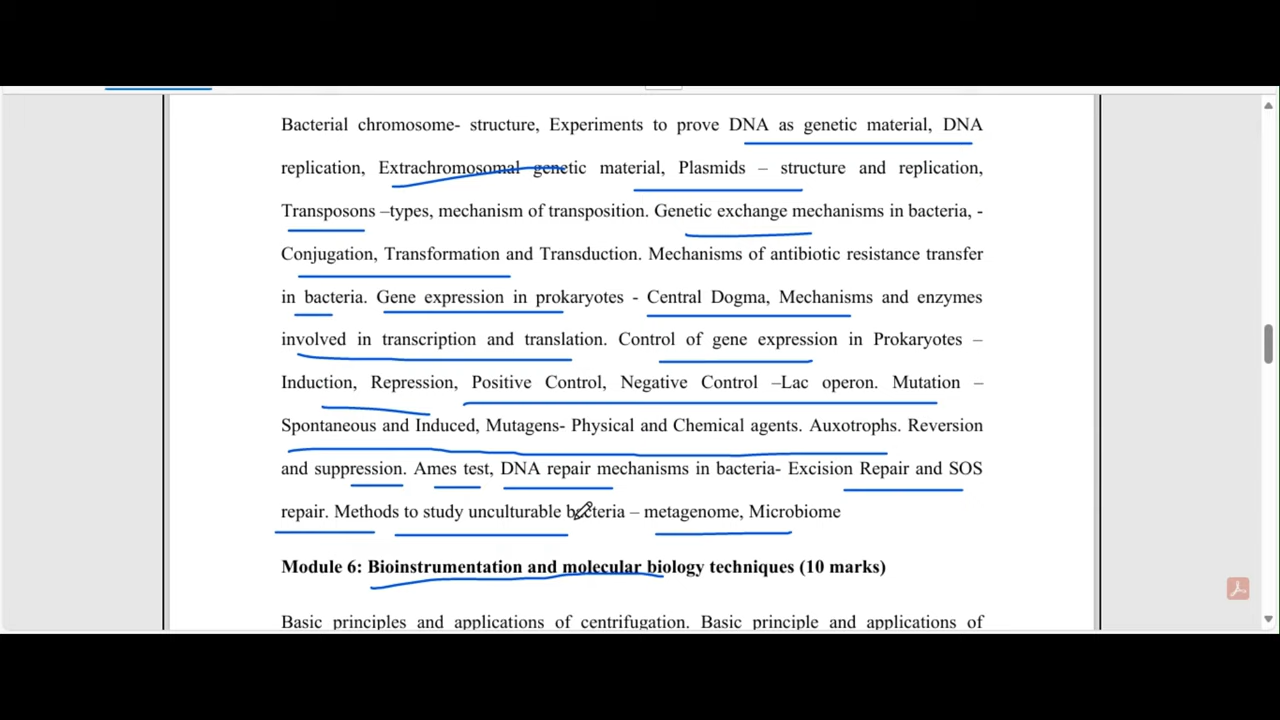 Bacterial chromosome- structure, Experiments to prove DNA as genetic material, DNA
replication, Extrachromosomal genetic material, Plasmids – structure and replication,
Transposons –types, mechanism of transposition. Genetic exchange mechanisms in bacteria, -
Conjugation, Transformation and Transduction. Mechanisms of antibiotic resistance transfer
in bacteria. Gene expression in prokaryotes - Central Dogma, Mechanisms and enzymes
involved in transcription and translation. Control of gene expression in Prokaryotes –
Induction, Repression, Positive Control, Negative Control –Lac operon. Mutation –
Spontaneous and Induced, Mutagens- Physical and Chemical agents. Auxotrophs. Reversion
and suppression. Ames test, DNA repair mechanisms in bacteria- Excision Repair and SOS
repair. Methods to study unculturable bacteria – metagenome, Microbiome
Module 6: Bioinstrumentation and molecular biology techniques (10 marks)
Basic principles and applications of centrifugation. Basic principle and applications of